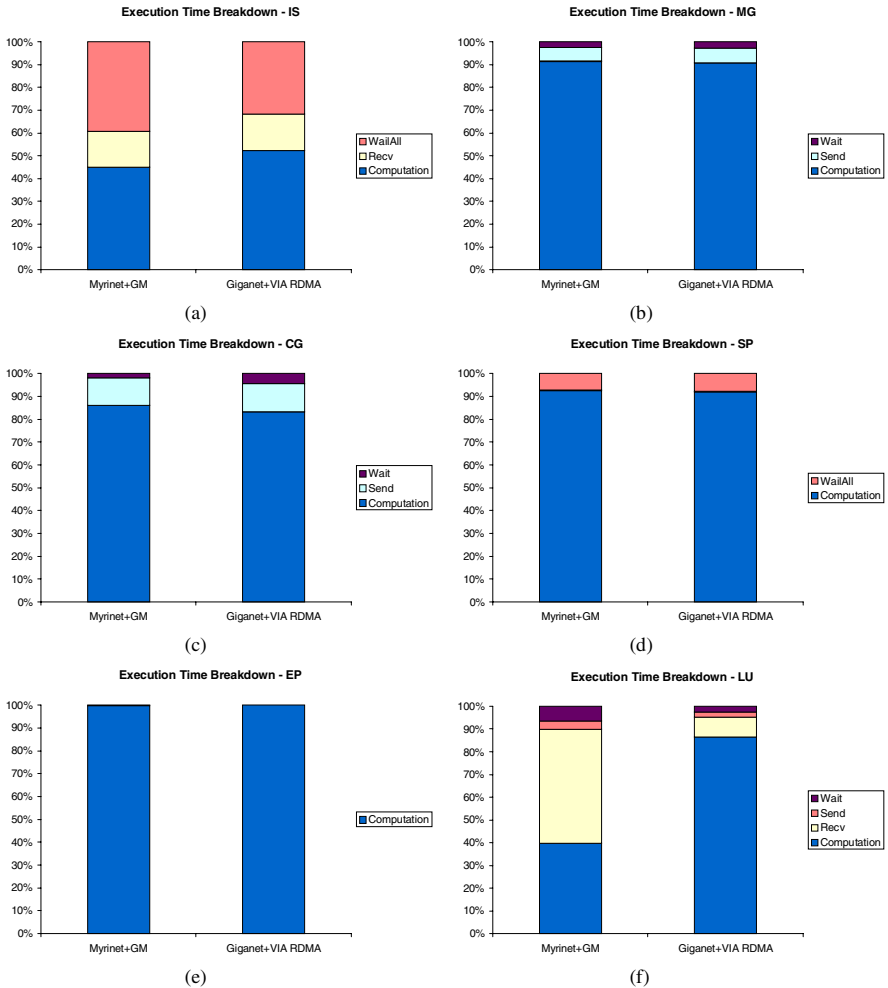 Execution Time Breakdown - IS
100%
90%
80%
70%
60%
50%
40%
30%
20%
10%
0%
Myrinet+GM
Giganet+VIA RDMA
WailAll
Recv
Computation
(a)
Execution Time Breakdown - MG
100%
90%
80%
70%
60%
50%
40%
30%
20%
10%
0%
Myrinet+GM
Giganet+VIA RDMA
Wait
Send
Computation
(b)
Execution Time Breakdown - CG
100%
90%
80%
70%
60%
50%
40%
30%
20%
10%
0%
Myrinet+GM
Giganet+VIA RDMA
Wait
Send
Computation
(c)
Execution Time Breakdown - SP
100%
90%
80%
70%
60%
50%
40%
30%
20%
10%
0%
Myrinet+GM
Giganet+VIA RDMA
WailAll
Computation
(d)
Execution Time Breakdown - EP
100%
90%
80%
70%
60%
50%
40%
30%
20%
10%
0%
Myrinet+GM
Giganet+VIA RDMA
Computation
(e)
Execution Time Breakdown - LU
100%
90%
80%
70%
60%
50%
40%
30%
20%
10%
0%
Myrinet+GM
Giganet+VIA RDMA
Wait
Send
Recv
Computation
(f)